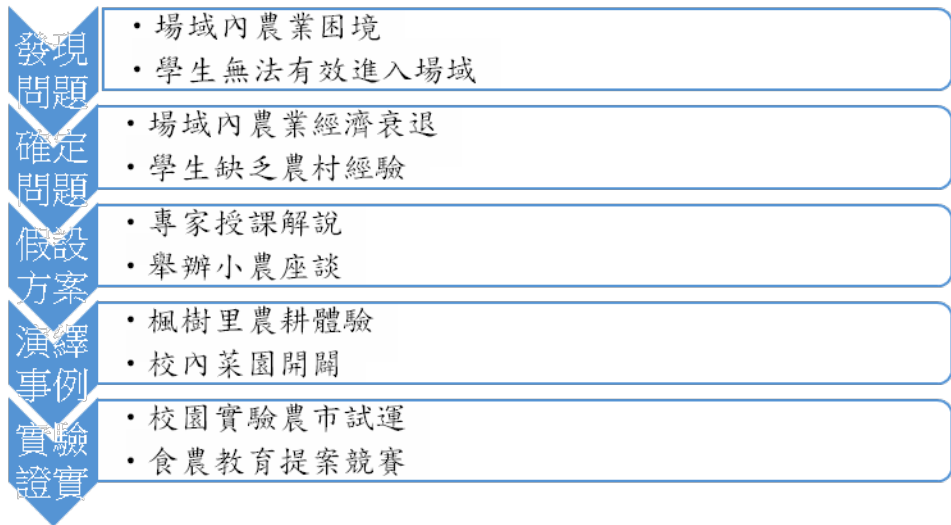 發現
問題
• 場域內農業困境
• 學生無法有效進入場域
確定
問題
• 場域內農業經濟衰退
• 學生缺乏農村經驗
假設
方案
• 專家授課解說
• 舉辦小農座談
演繹
事例
• 楓樹里農耕體驗
• 校內菜園開闢
實驗
證實
• 校園實驗農市試運
• 食農教育提案競賽